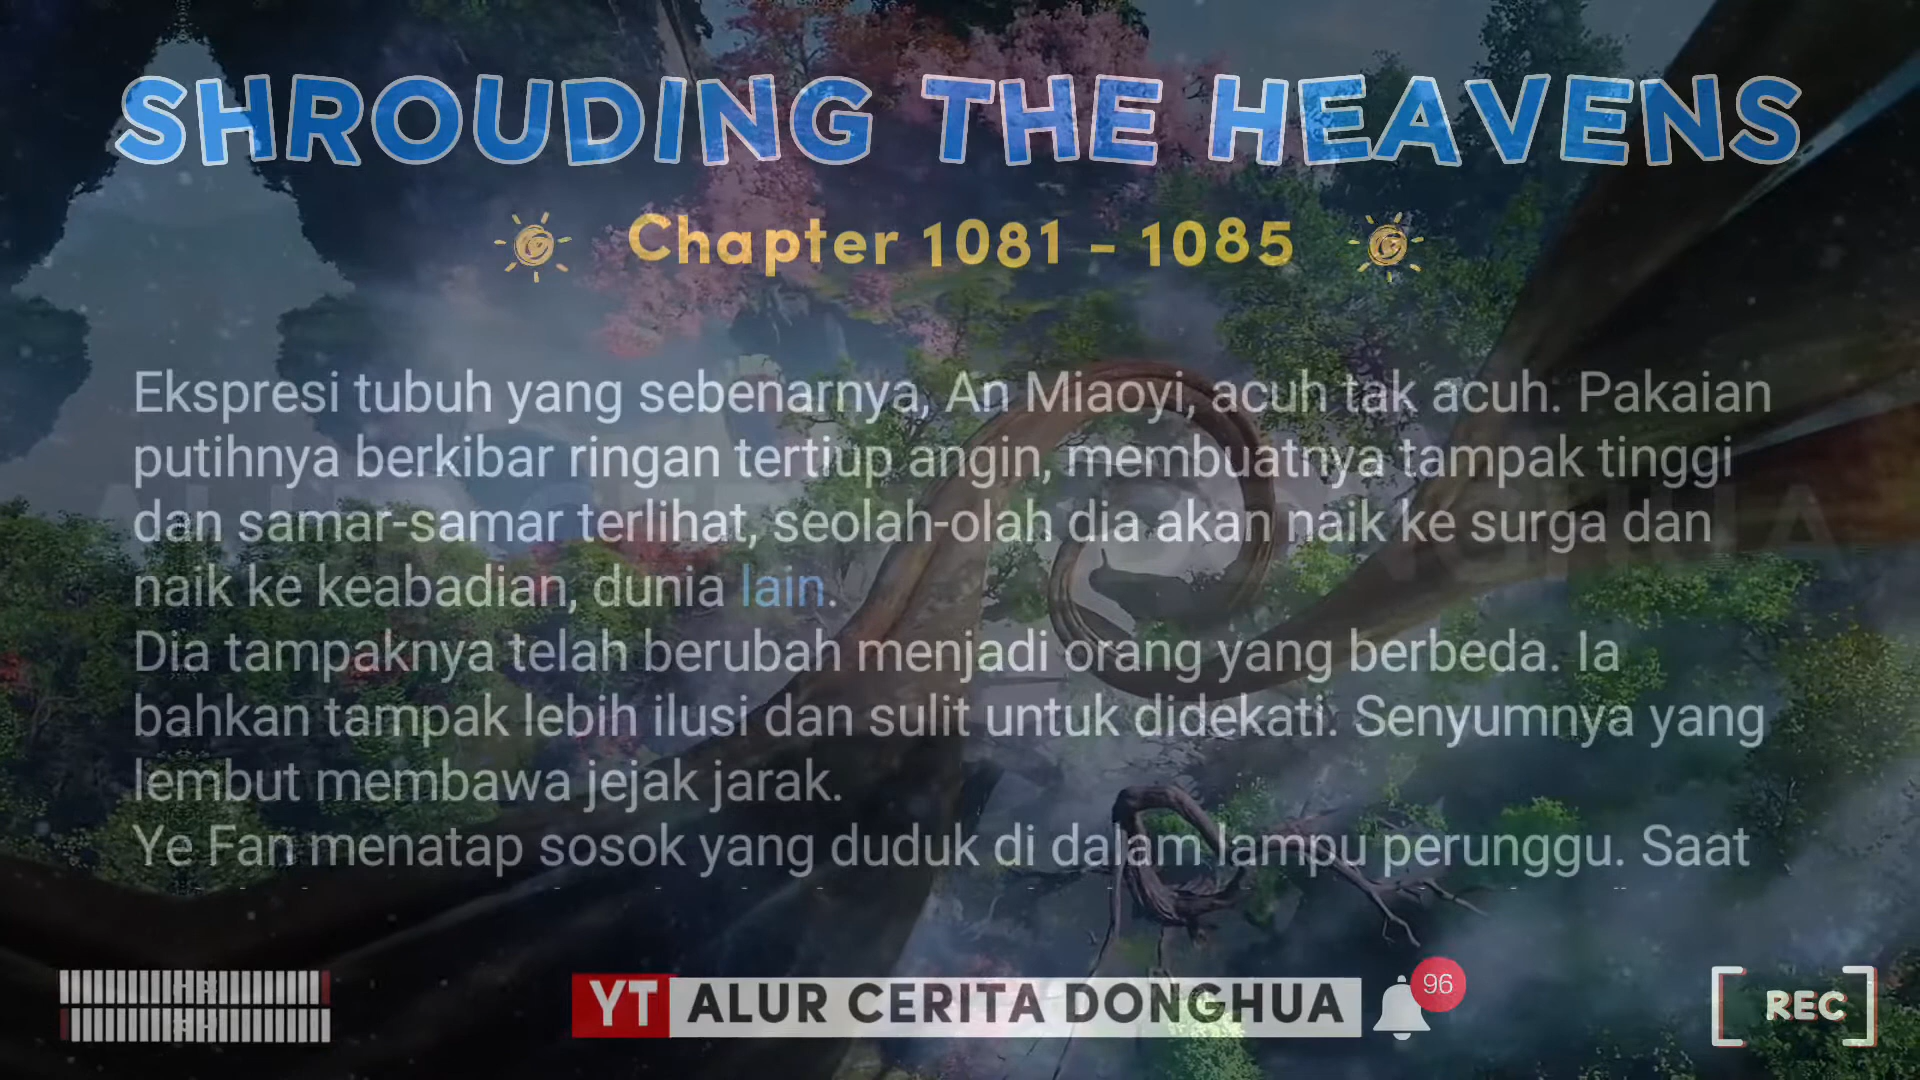 SHROUDING THE HEAVENS
Chapter 1081 - 1085
Ekspresi tubuh yang sebenarnya, An Miaoyi, acuh tak acuh. Pakaian
putihnya berkibar ringan tertiup angin, membuatnya tampak tinggi
dan samar-samar terlihat, seolah-olah dia akan naik ke surga dan
naik ke keabadian, dunia lain.
Dia tampaknya telah berubah menjadi orang yang berbeda. Ia
bahkan tampak lebih ilusi dan sulit untuk didekati. Senyumnya yang
lembut membawa jejak jarak.
Ye Fan menatap sosok yang duduk di dalam lampu perunggu. Saat
YT ALUR CERITA DONGHUA 96
REC